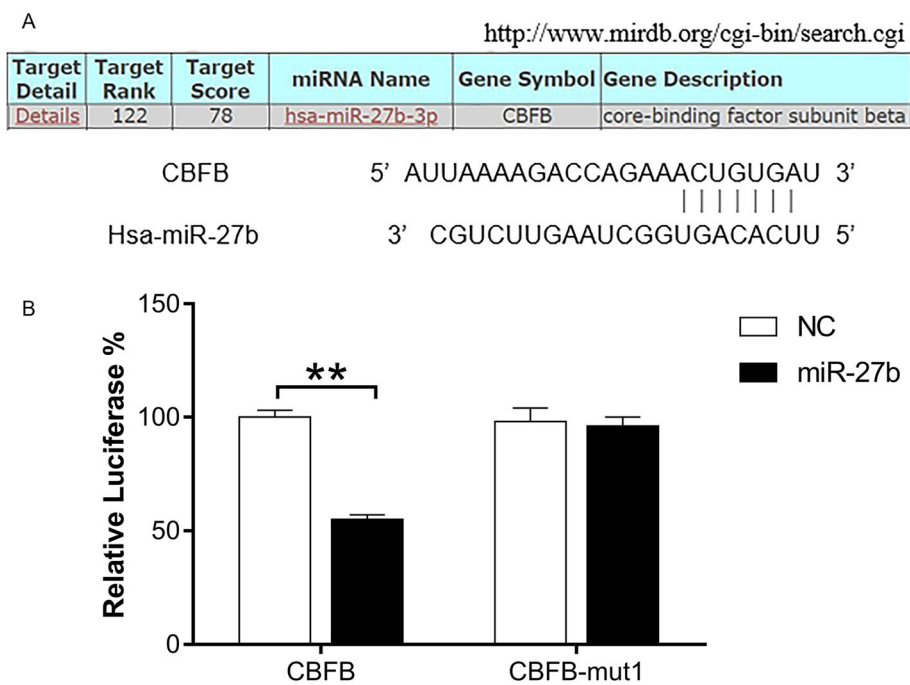 A
http://www.mirdb.org/cgi-bin/search.cgi
Target Detail Target Rank Target Score miRNA Name Gene Symbol Gene Description
Details 122 78 hsa-miR-27b-3p CBFB core-binding factor subunit beta
CBFB 5’ AUUAAAAGACCAGAAACUGUGAU 3’
Hsa-miR-27b 3’ CGUCUUGAAUCGGUGACACUU 5’
B
Relative Luciferase %
150
100
50
0
**
NC
miR-27b
CBFB CBFB-mut1